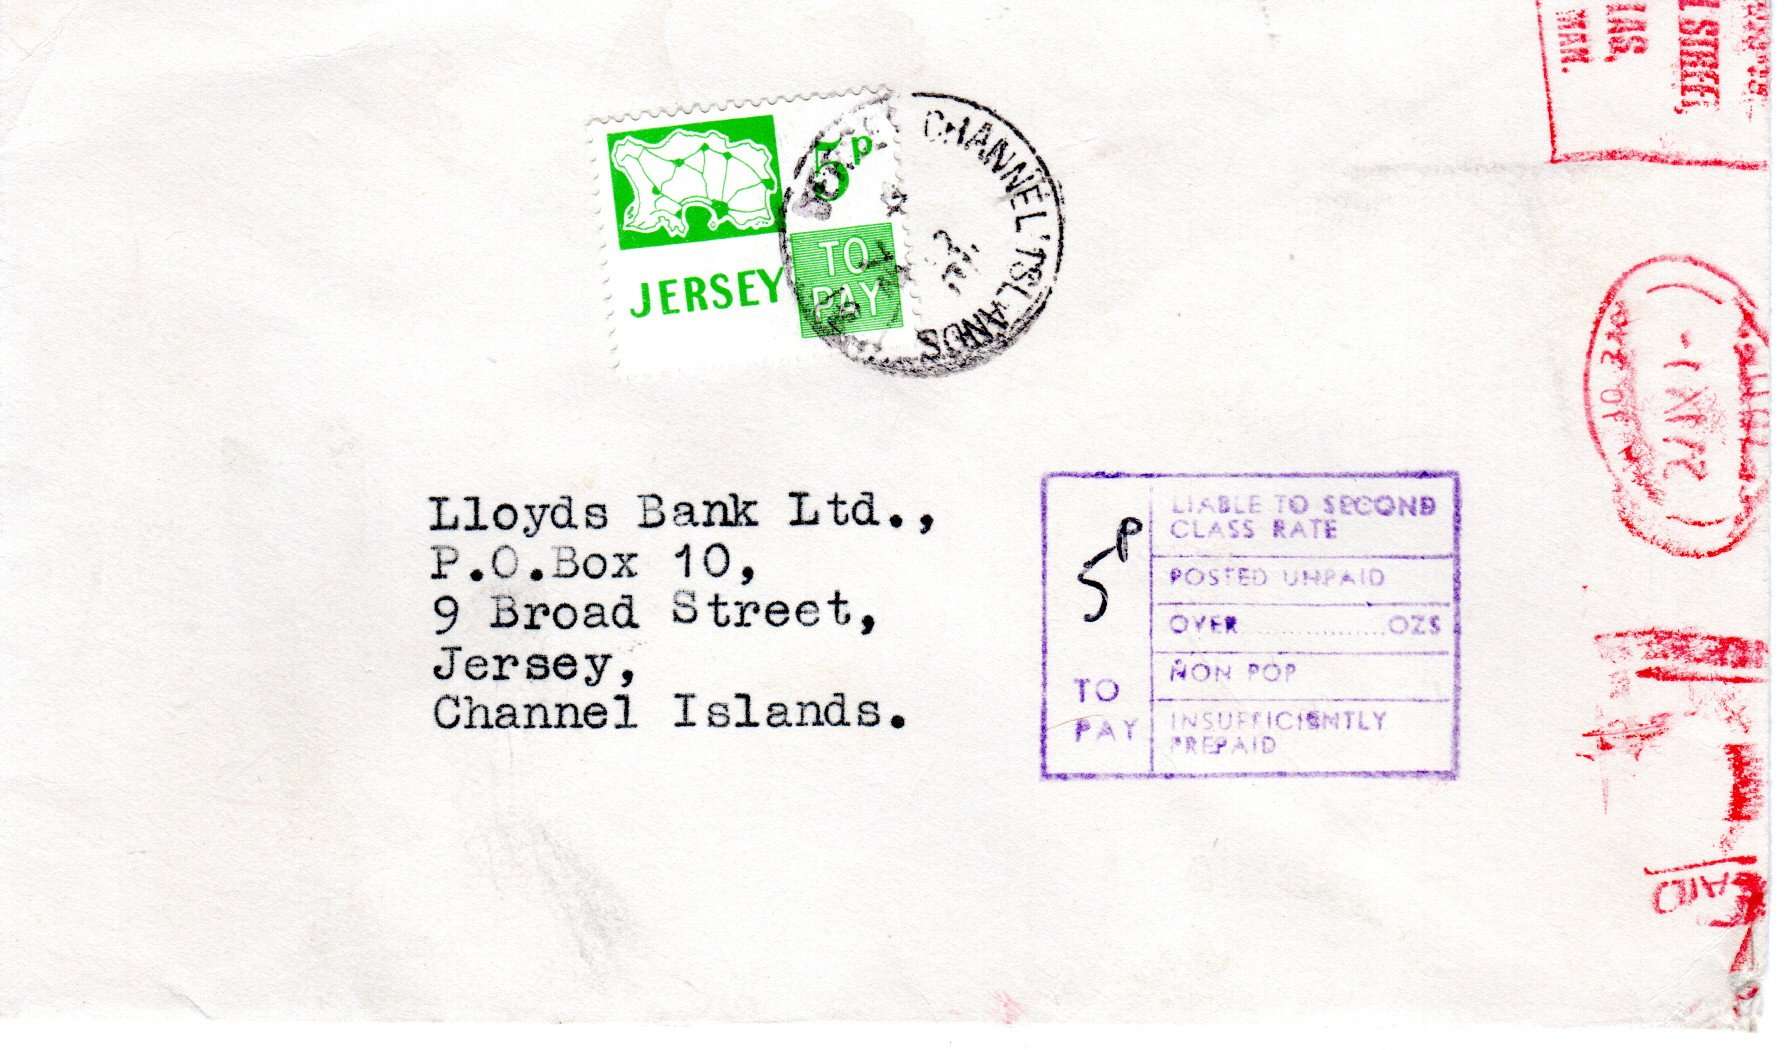 5p
TO
PAY
JERSEY
CHANNEL ISLANDS
Lloyds Bank Ltd.,
P.O.Box 10,
9 Broad Street,
Jersey,
Channel Islands.
5P
TO
PAY
LIABLE TO SECOND
CLASS RATE
POSTED UNPAID
OVER ................OZS
NON POP
INSUFFICIENTLY
PREPAID
MAN.